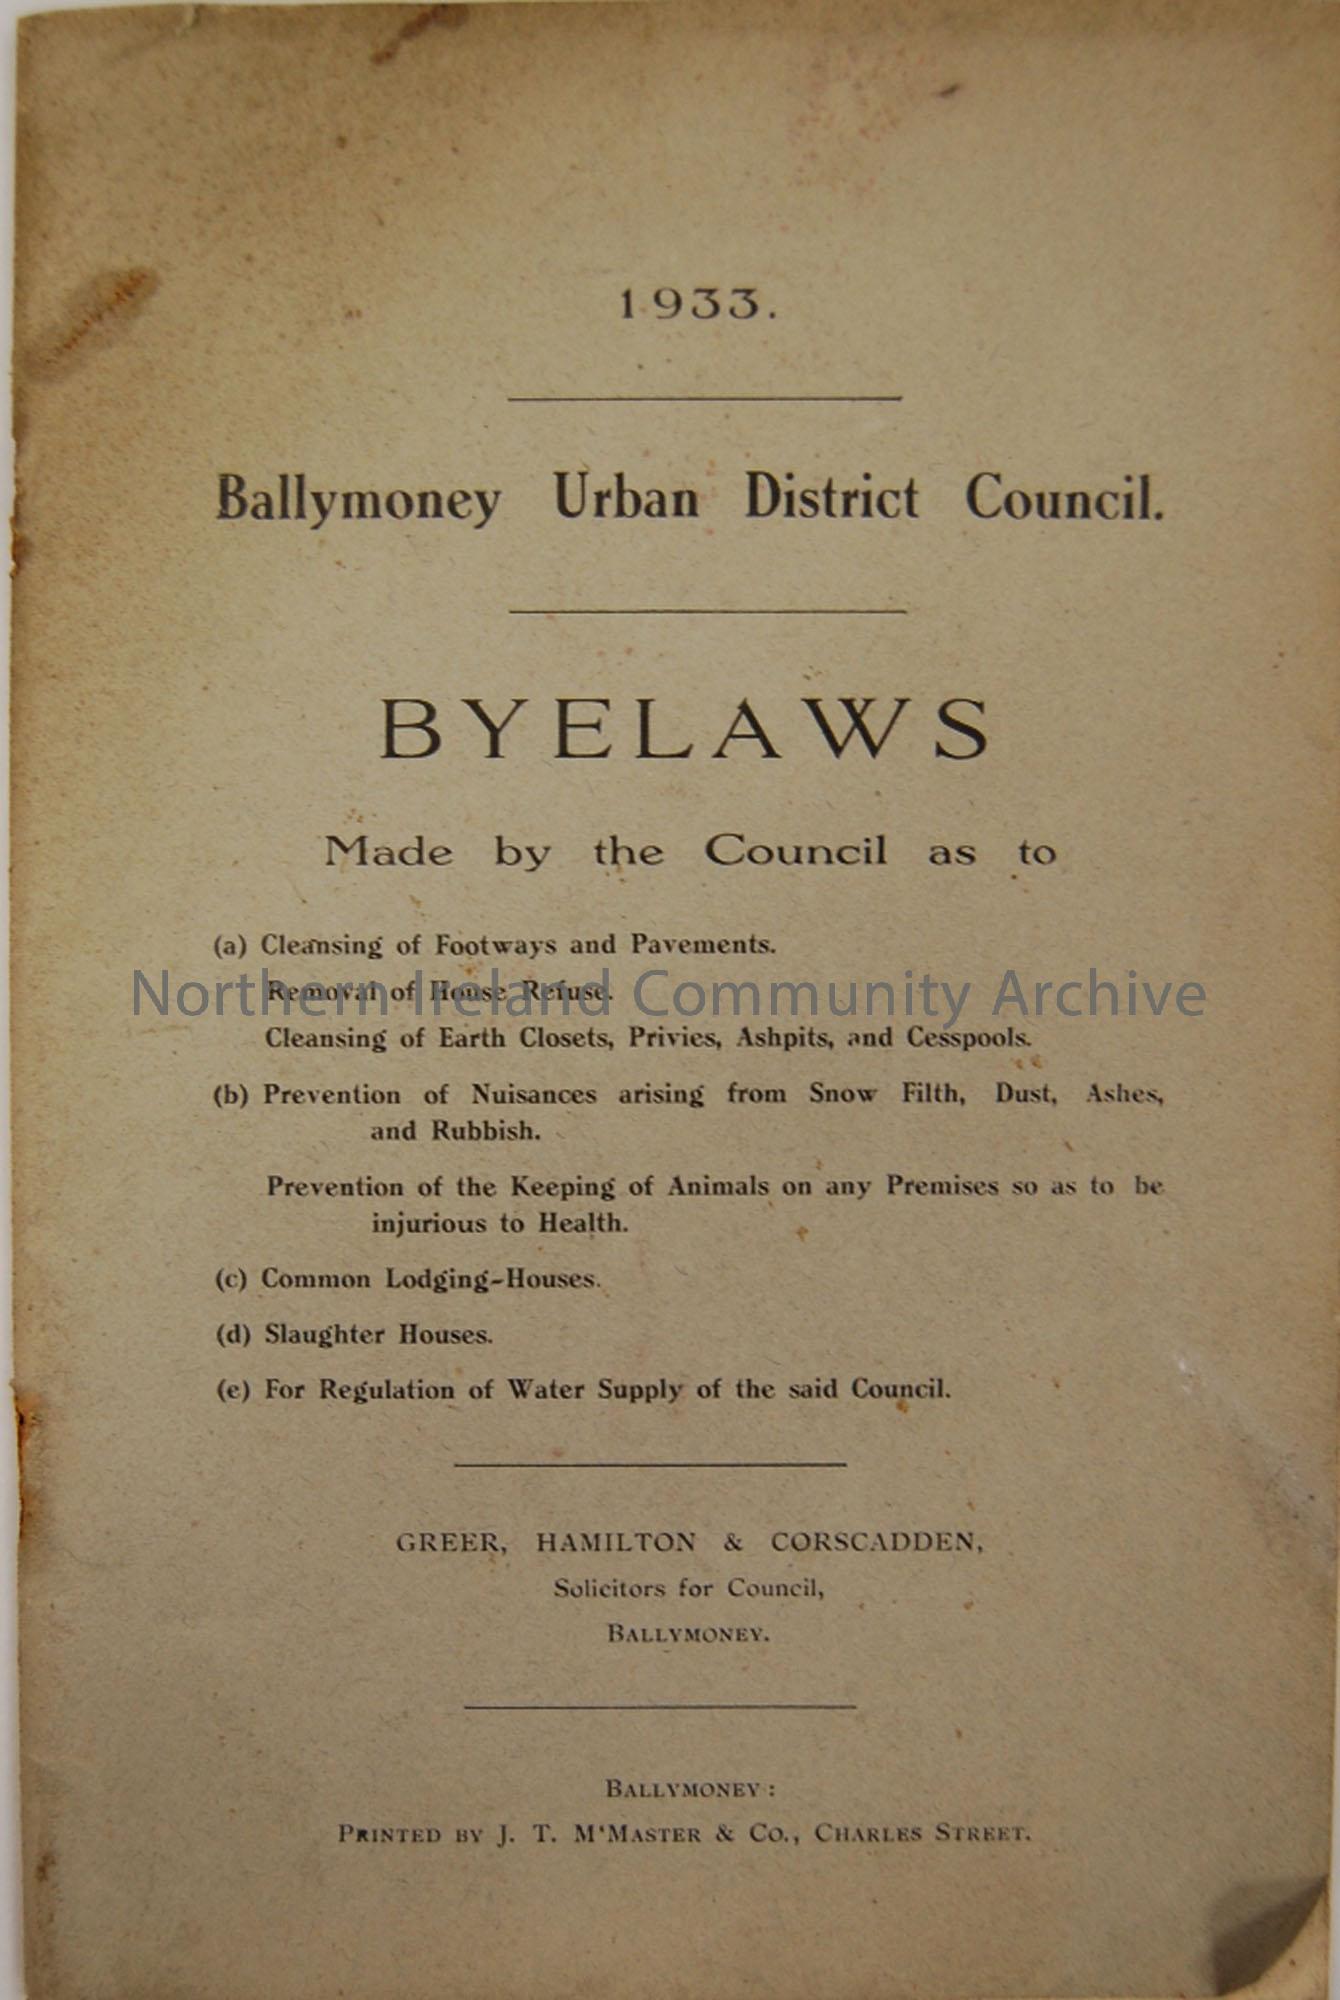 1933.
Ballymoney Urban District Council.
BYELAWS
Made by the Council as to
(a) Cleansing of Footways and Pavements.
Removal of House Refuse.
Northern Ireland Community Archive
Cleansing of Earth Closets, Privies, Ashpits, and Cesspools.
(b) Prevention of Nuisances arising from Snow Filth, Dust, Ashes,
and Rubbish.
Prevention of the Keeping of Animals on any Premises so as to be
injurious to Health.
(c) Common Lodging-Houses.
(d) Slaughter Houses.
(e) For Regulation of Water Supply of the said Council.
GREER, HAMILTON & CORSCADDEN,
Solicitors for Council,
BALLYMONEY.
BALLYMONEY:
PRINTED BY J. T. M'MASTER & CO., CHARLES STREET.